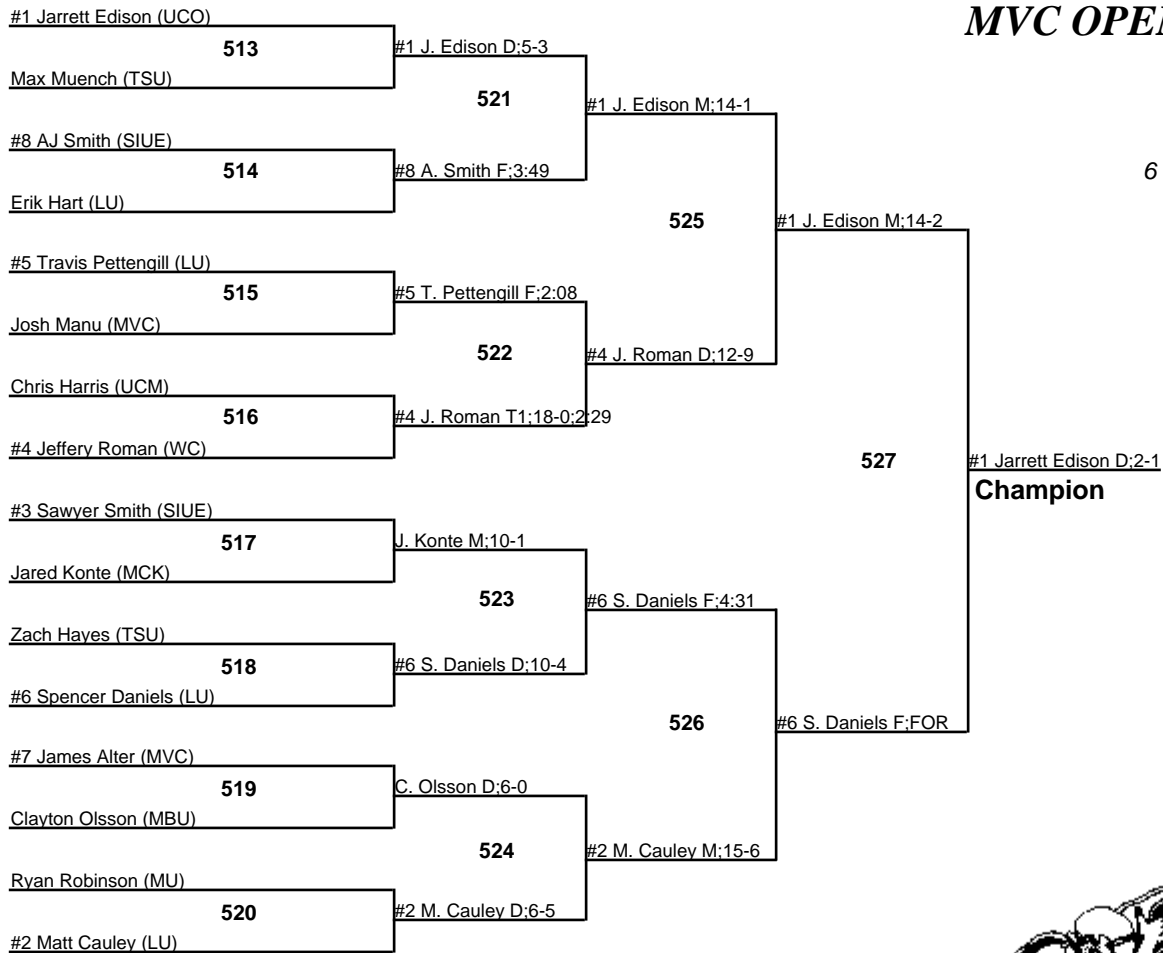 MVC OPEN
6
#1 Jarrett Edison (UCO)
513
Max Muench (TSU)
#8 AJ Smith (SIUE)
514
Erik Hart (LU)
#5 Travis Pettengill (LU)
515
Josh Manu (MVC)
Chris Harris (UCM)
516
#4 Jeffery Roman (WC)
#3 Sawyer Smith (SIUE)
517
Jared Konte (MCK)
Zach Hayes (TSU)
518
#6 Spencer Daniels (LU)
#7 James Alter (MVC)
519
Clayton Olsson (MBU)
Ryan Robinson (MU)
520
#2 Matt Cauley (LU)
#1 J. Edison D;5-3
521
#8 A. Smith F;3:49
#5 T. Pettengill F;2:08
522
#4 J. Roman T1;18-0;2:29
J. Konte M;10-1
523
#6 S. Daniels D;10-4
C. Olsson D;6-0
524
#2 M. Cauley D;6-5
#1 J. Edison M;14-1
525
#4 J. Roman D;12-9
#6 S. Daniels F;4:31
526
#2 M. Cauley M;15-6
#1 J. Edison M;14-2
527
#6 S. Daniels F;FOR
#1 Jarrett Edison D;2-1
Champion